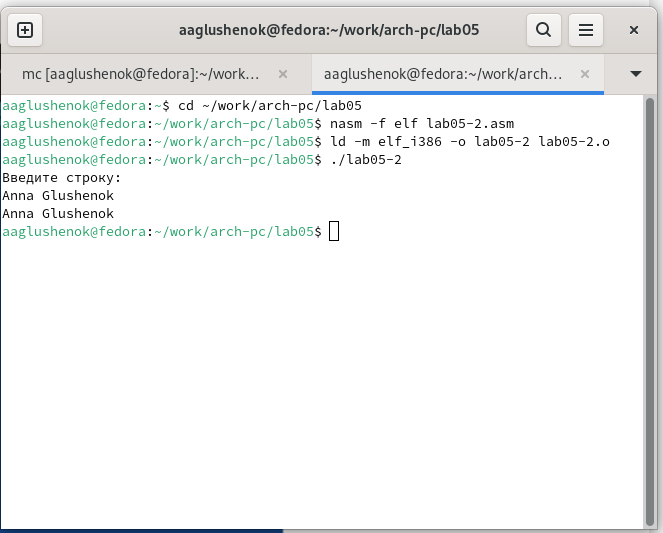 aaglushenok@fedora:~/work/arch-pc/lab05
mc [aaglushenok@fedora]:~/work...
aaglushenok@fedora:~/work/arch...
aaglushenok@fedora:~$ cd ~/work/arch-pc/lab05
aaglushenok@fedora:~/work/arch-pc/lab05$ nasm -f elf lab05-2.asm
aaglushenok@fedora:~/work/arch-pc/lab05$ ld -m elf_i386 -o lab05-2 lab05-2.o
aaglushenok@fedora:~/work/arch-pc/lab05$ ./lab05-2
Введите строку:
Anna Glushenok
Anna Glushenok
aaglushenok@fedora:~/work/arch-pc/lab05$